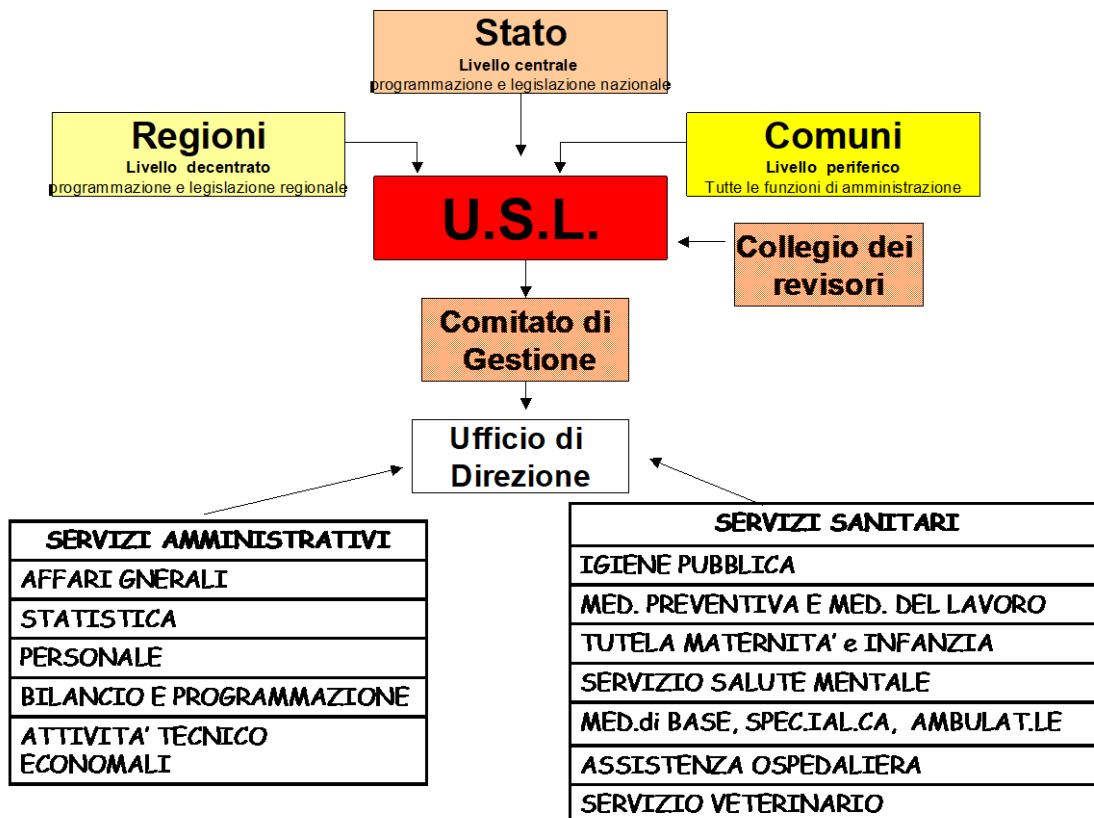 Stato
Livello centrale
programmazione e legislazione nazionale
Regioni
Livello decentrato
programmazione e legislazione regionale
Comuni
Livello periferico
Tutte le funzioni di amministrazione
U.S.L.
Collegio dei
revisori
Comitato di
Gestione
Ufficio di
Direzione
SERVIZI AMMINISTRATIVI
AFFARI GNERALI
STATISTICA
PERSONALE
BILANCIO E PROGRAMMAZIONE
ATTIVITA' TECNICO
ECONOMALI
SERVIZI SANITARI
IGIENE PUBBLICA
MED. PREVENTIVA E MED. DEL LAVORO
TUTELA MATERNITA' e INFANZIA
SERVIZIO SALUTE MENTALE
MED.di BASE, SPEC.IAL.CA, AMBULAT.LE
ASSISTENZA OSPEDALIERA
SERVIZIO VETERINARIO